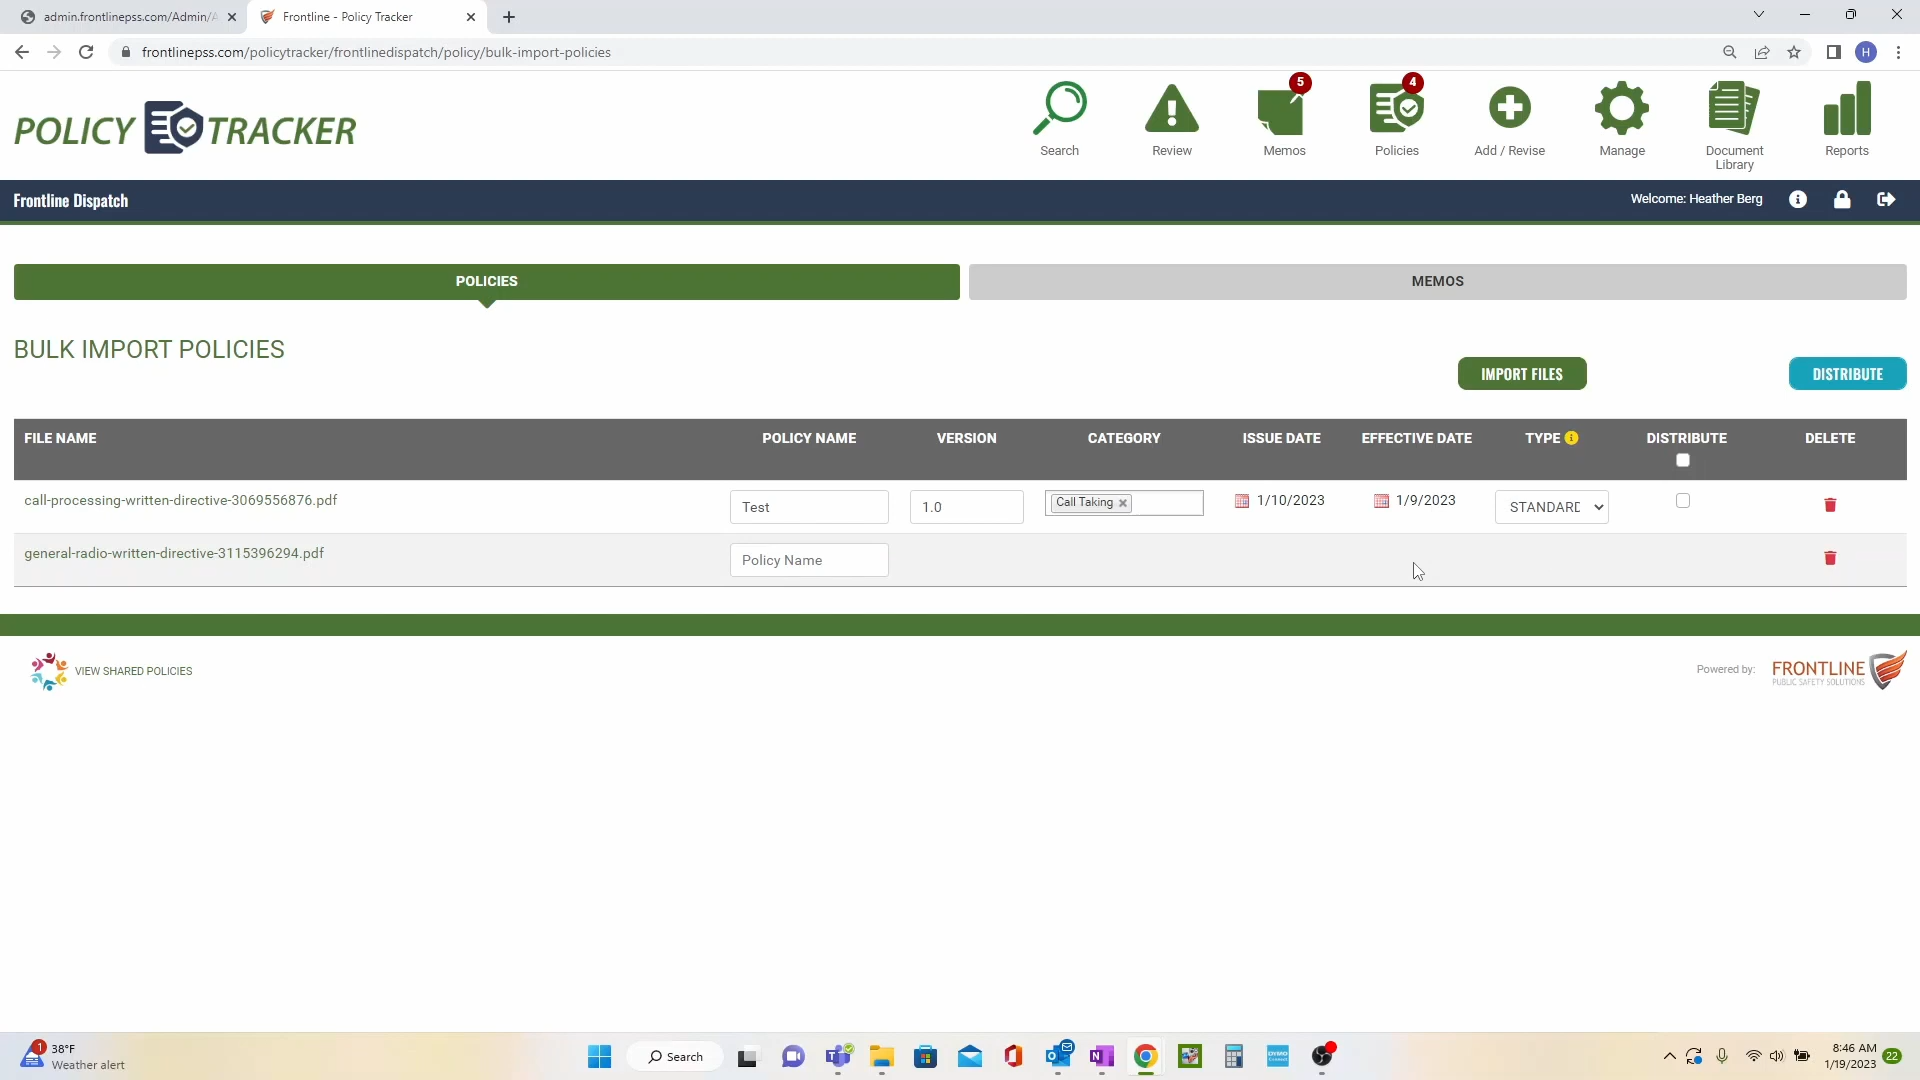 admin.frontlinepss.com/Admin/A
Frontline - Policy Tracker
frontlinepss.com/policytracker/frontlinedispatch/policy/bulk-import-policies
H
POLICY TRACKER
Search
Review
5
Memos
4
Policies
Add / Revise
Manage
Document
Library
Reports
Frontline Dispatch
Welcome: Heather Berg
POLICIES
MEMOS
BULK IMPORT POLICIES
IMPORT FILES
DISTRIBUTE
FILE NAME POLICY NAME VERSION CATEGORY ISSUE DATE EFFECTIVE DATE TYPE DISTRIBUTE DELETE
call-processing-written-directive-3069556876.pdf Test 1.0 Call Taking 1/10/2023 1/9/2023 STANDARD
general-radio-written-directive-3115396294.pdf Policy Name
VIEW SHARED POLICIES
Powered by:
FRONTLINE
PUBLIC SAFETY SOLUTIONS
1
38°F
Weather alert
Search
8:46 AM
1/19/2023
22